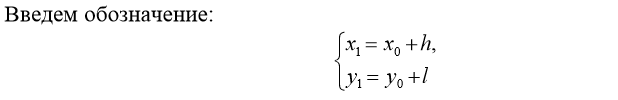 Введем обозначение:
x₁ = x₀ + h,
y₁ = y₀ + l